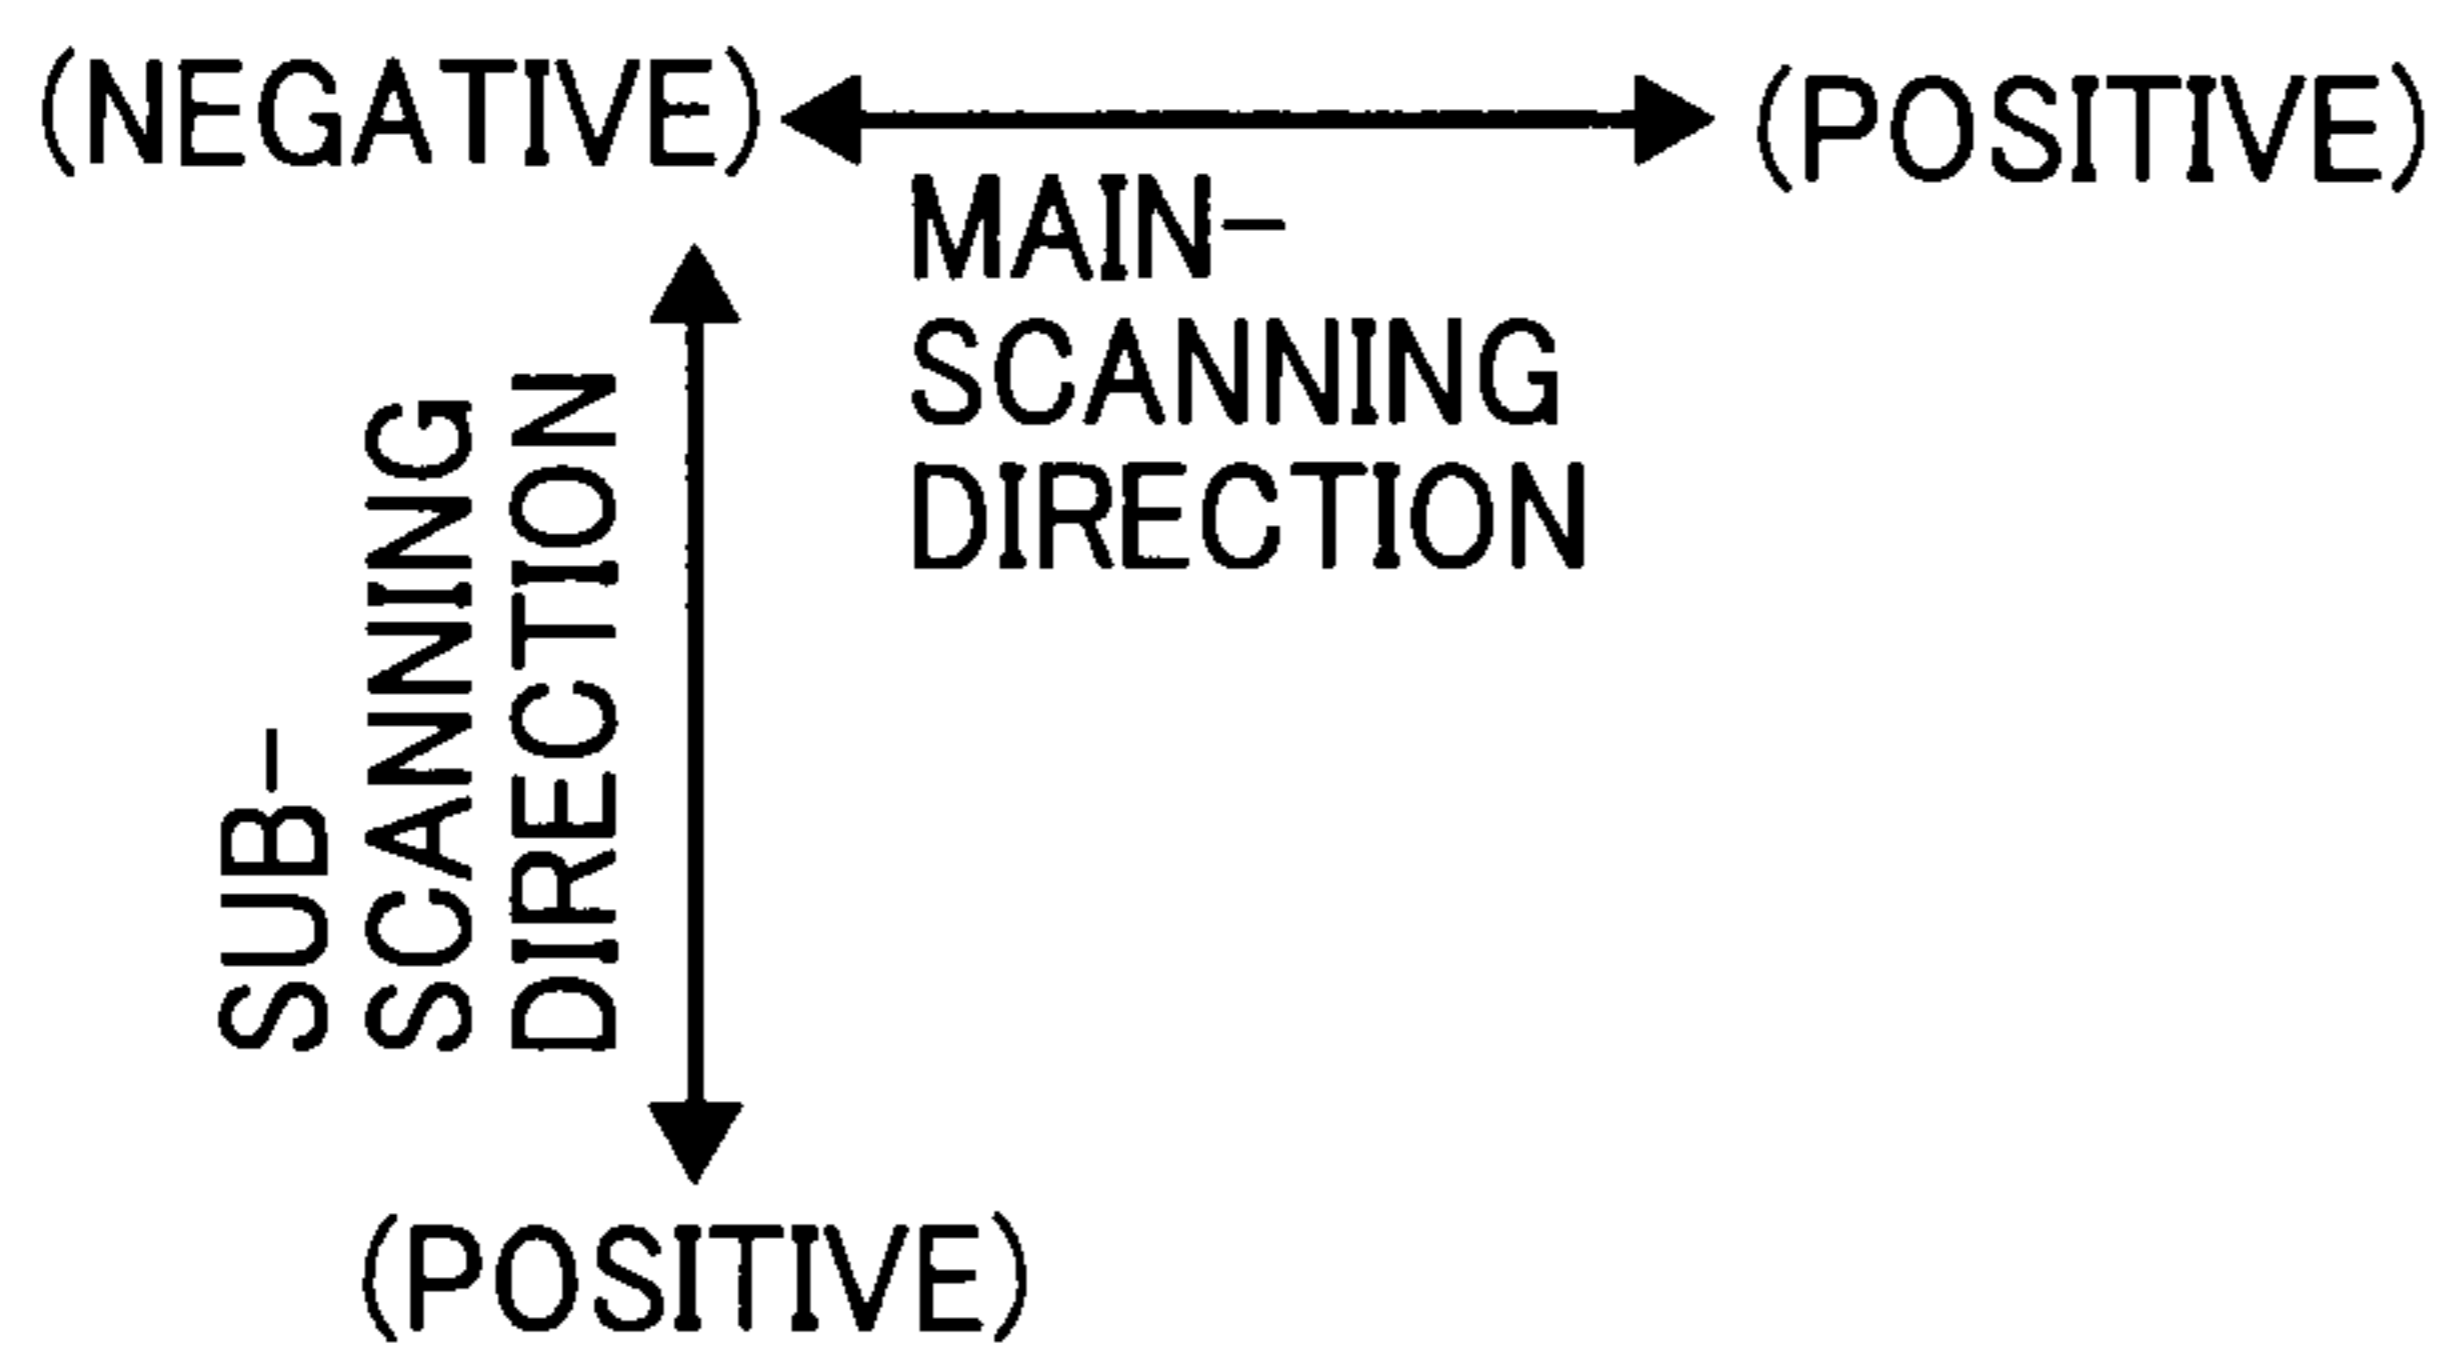 (NEGATIVE)
(POSITIVE)
MAIN-
SCANNING
DIRECTION
SUB-
SCANNING
DIRECTION
(POSITIVE)